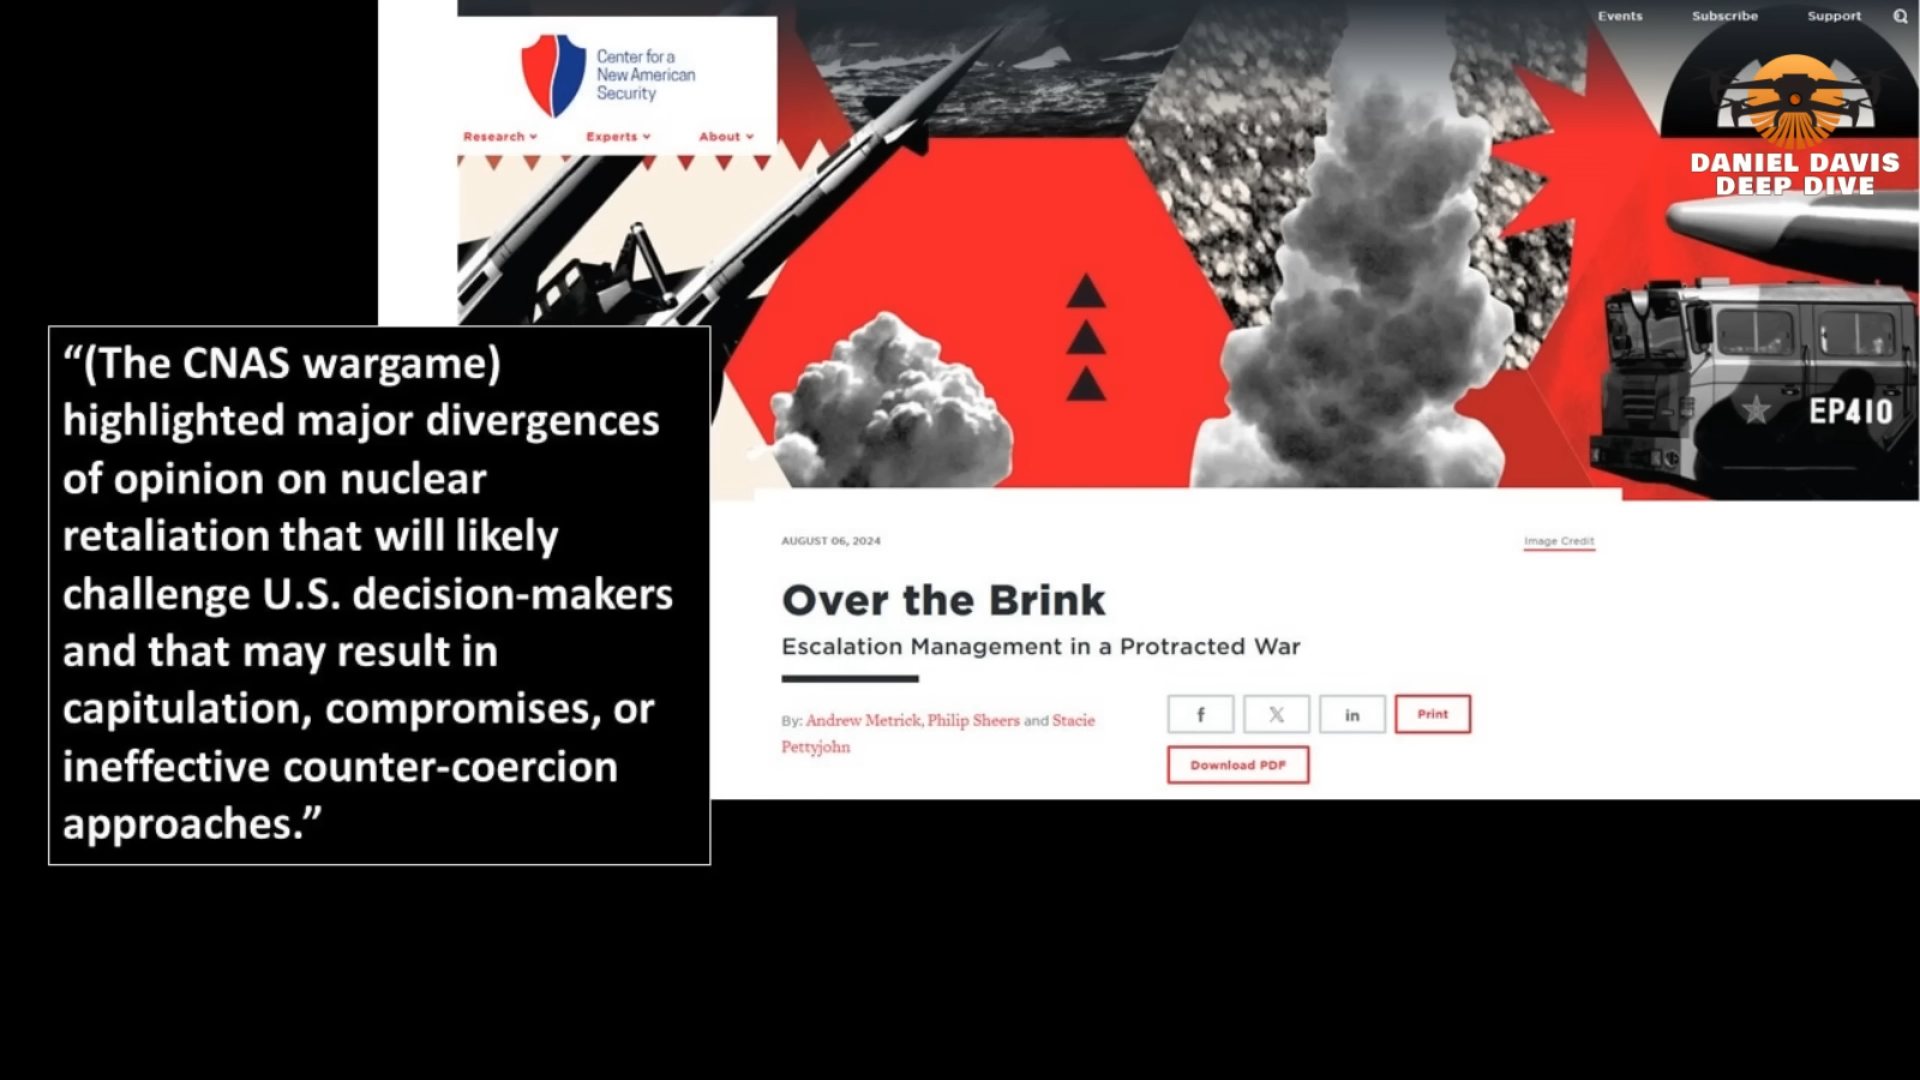 Center for a
New American
Security
Research
Experts
About
Events
Subscribe
Support
DANIEL DAVIS
DEEP DIVE
EP410
“(The CNAS wargame)
highlighted major divergences
of opinion on nuclear
retaliation that will likely
challenge U.S. decision-makers
and that may result in
capitulation, compromises, or
ineffective counter-coercion
approaches.”
AUGUST 06, 2024
Image Credit
Over the Brink
Escalation Management in a Protracted War
By: Andrew Metrick, Philip Sheers and Stacie
Pettyjohn
f
X
in
Print
Download PDF